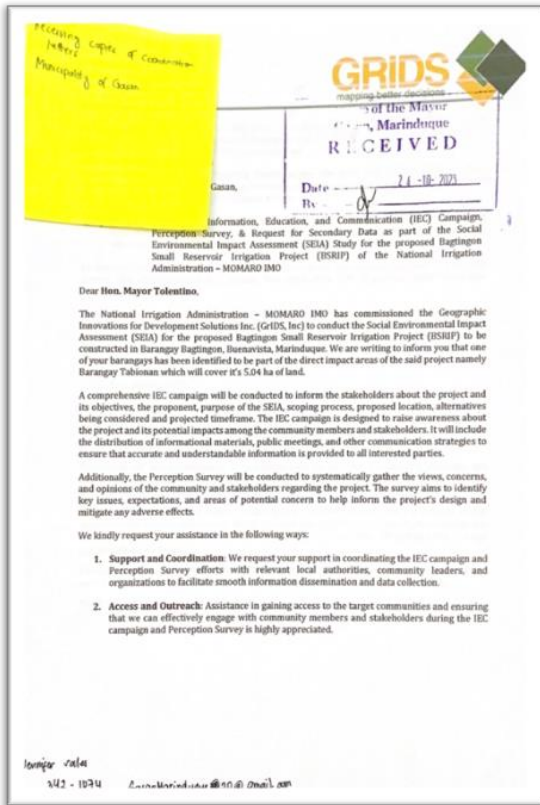 Receiving Copies of Coordination
letters
Municipality of Gasan
GRIDS
mapping better decisions
of the Mayor
, Marinduque
RECEIVED
Date
24 -10- 2023
By
Gasan,
Information, Education, and Communication (IEC) Campaign,
Perception Survey, & Request for Secondary Data as part of the Social
Environmental Impact Assessment (SEIA) Study for the proposed Bagtingon
Small Reservoir Irrigation Project (BSRIP) of the National Irrigation
Administration – MOMARO IMO
Dear Hon. Mayor Tolentino,
The National Irrigation Administration – MOMARO IMO has commissioned the Geographic
Innovations for Development Solutions Inc. (GrIDS, Inc) to conduct the Social Environmental Impact
Assessment (SEIA) for the proposed Bagtingon Small Reservoir Irrigation Project (BSRIP) to be
constructed in Barangay Bagtingon, Buenavista, Marinduque. We are writing to inform you that one
of your barangays has been identified to be part of the direct impact areas of the said project namely
Barangay Tabionan which will cover it's 5.04 ha of land.
A comprehensive IEC campaign will be conducted to inform the stakeholders about the project and
its objectives, the proponent, purpose of the SEIA, scoping process, proposed location, alternatives
being considered and projected timeframe. The IEC campaign is designed to raise awareness about
the project and its potential impacts among the community members and stakeholders. It will include
the distribution of informational materials, public meetings, and other communication strategies to
ensure that accurate and understandable information is provided to all interested parties.
Additionally, the Perception Survey will be conducted to systematically gather the views, concerns,
and opinions of the community and stakeholders regarding the project. The survey aims to identify
key issues, expectations, and areas of potential concern to help inform the project's design and
mitigate any adverse effects.
We kindly request your assistance in the following ways:
1. Support and Coordination: We request your support in coordinating the IEC campaign and
Perception Survey efforts with relevant local authorities, community leaders, and
organizations to facilitate smooth information dissemination and data collection.
2. Access and Outreach: Assistance in gaining access to the target communities and ensuring
that we can effectively engage with community members and stakeholders during the IEC
campaign and Perception Survey is highly appreciated.
342 - 1074